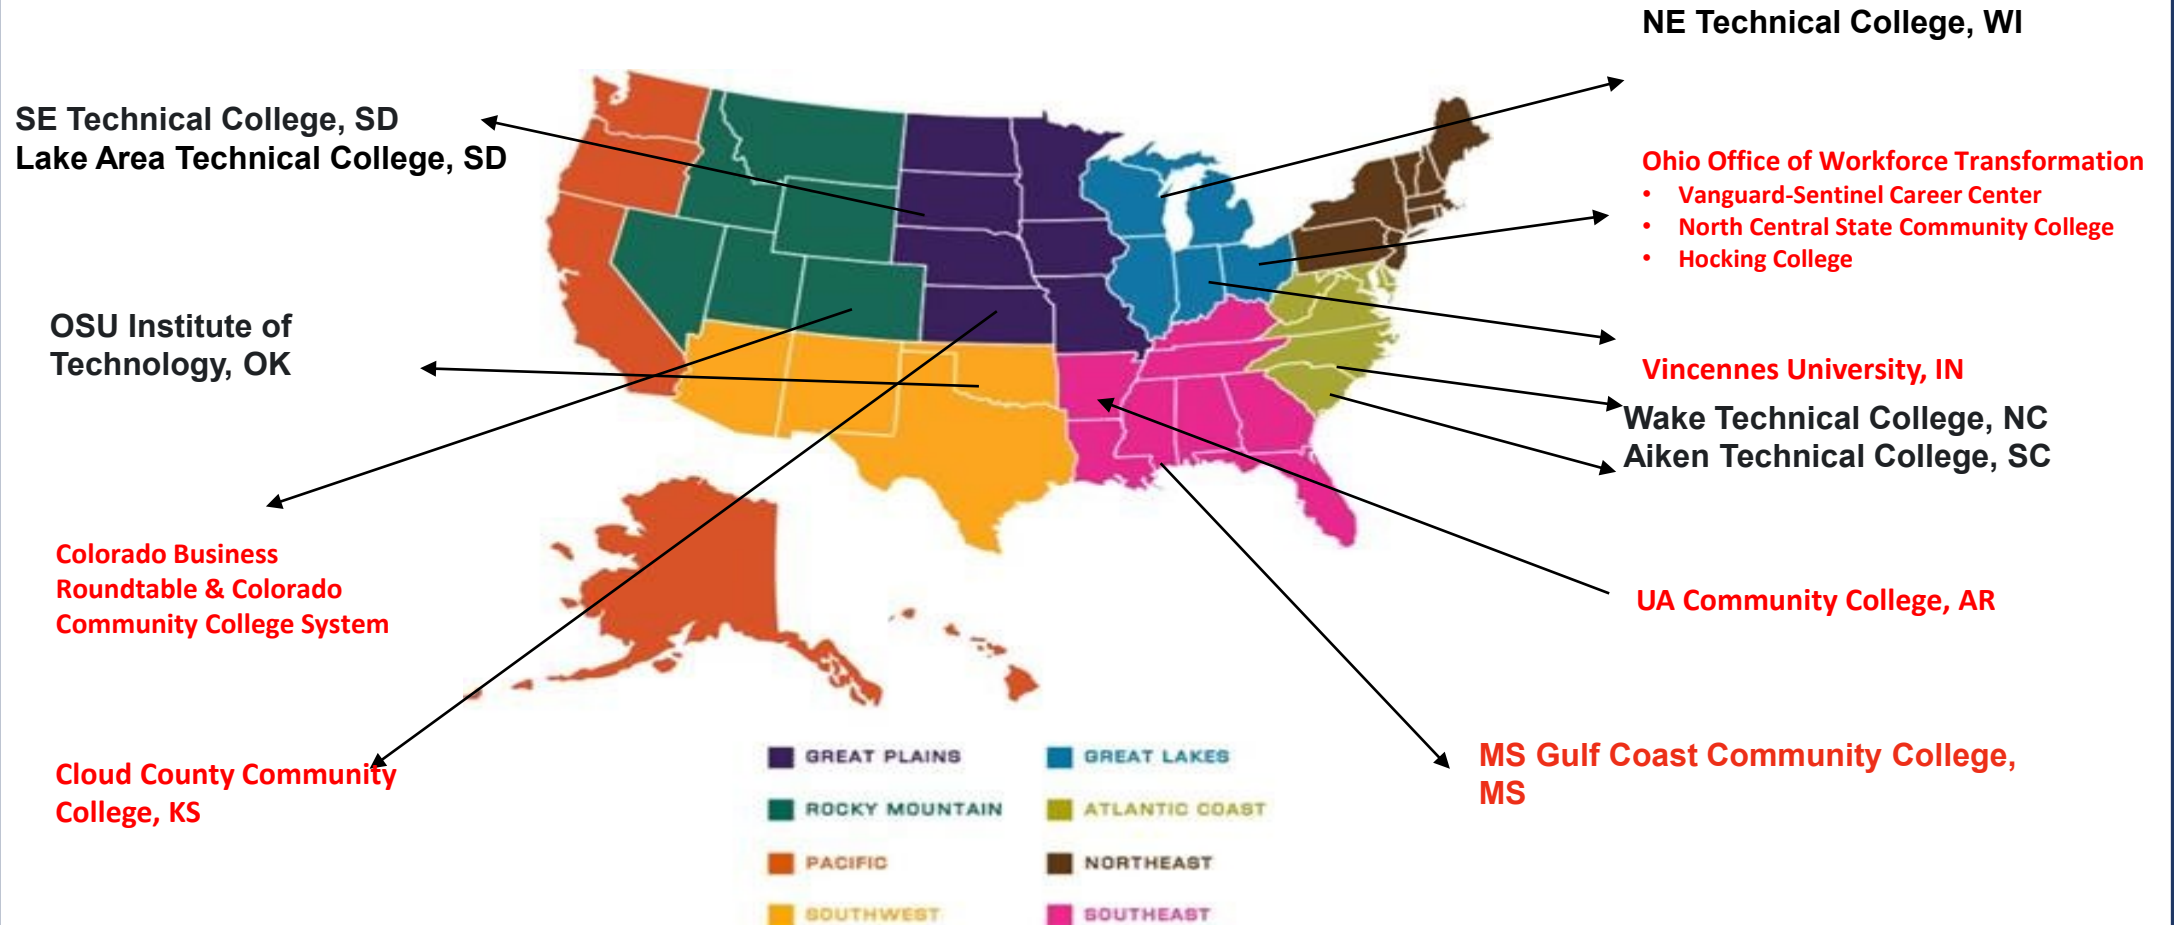 NE Technical College, WI
SE Technical College, SD
Lake Area Technical College, SD
Ohio Office of Workforce Transformation
• Vanguard-Sentinel Career Center
• North Central State Community College
• Hocking College
OSU Institute of
Technology, OK
Vincennes University, IN
Wake Technical College, NC
Aiken Technical College, SC
Colorado Business
Roundtable & Colorado
Community College System
UA Community College, AR
Cloud County Community
College, KS
MS Gulf Coast Community College,
MS
GREAT PLAINS
GREAT LAKES
ROCKY MOUNTAIN
ATLANTIC COAST
PACIFIC
NORTHEAST
SOUTHWEST
SOUTHEAST